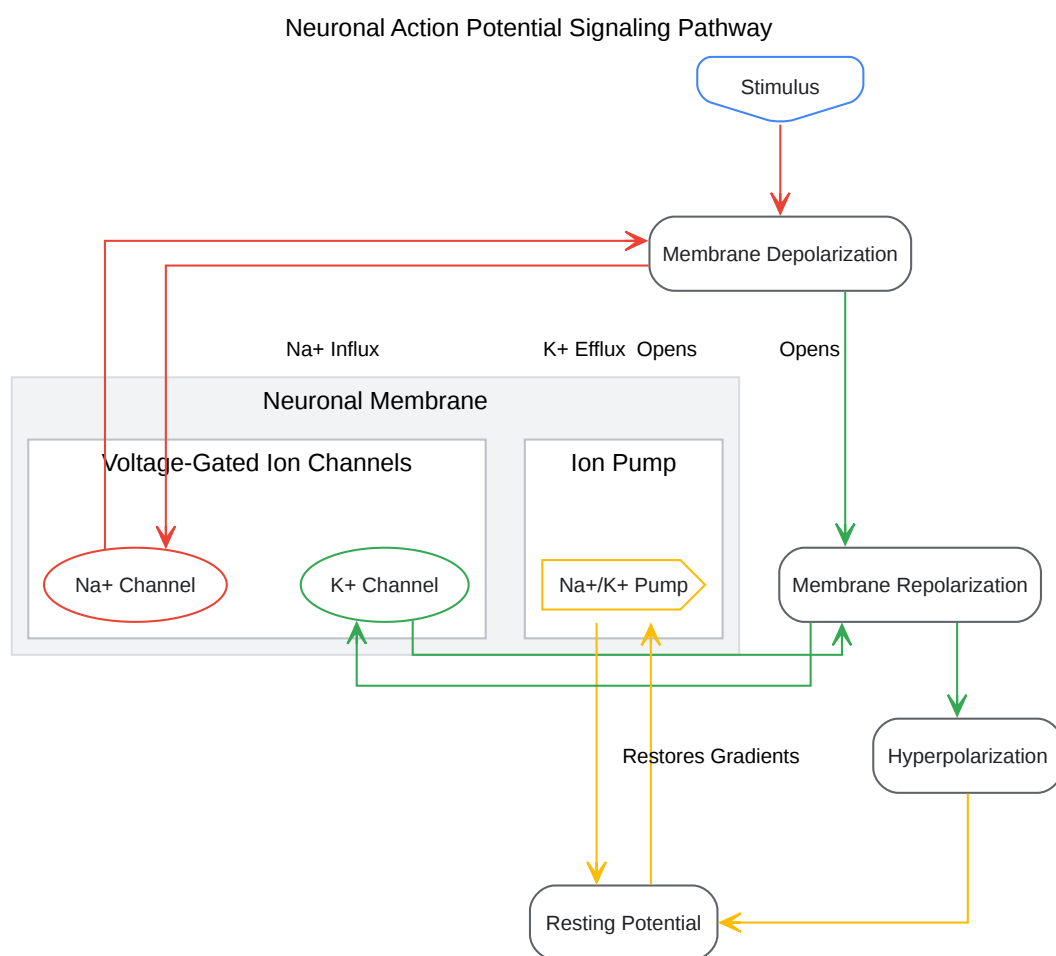 Neuronal Action Potential Signaling Pathway
Stimulus
Membrane Depolarization
Na+ Influx
K+ Efflux
Opens
Opens
Neuronal Membrane
Voltage-Gated Ion Channels
Ion Pump
Na+ Channel
K+ Channel
Na+/K+ Pump
Membrane Repolarization
Restores Gradients
Hyperpolarization
Resting Potential